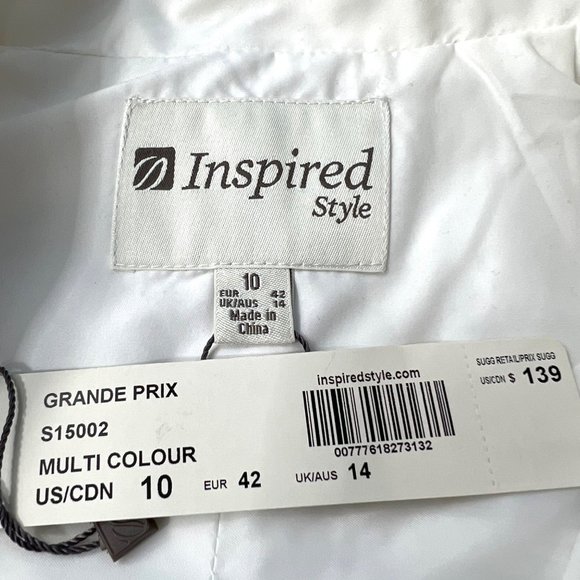 Inspired
Style
10
EUR 42
UK/AUS 14
Made in
China
GRANDE PRIX
S15002
MULTI COLOUR
US/CDN 10 EUR 42 UK/AUS 14
inspiredstyle.com
00777618273132
SUGG RETAIL/PRIX SUGG
US/CDN $ 139